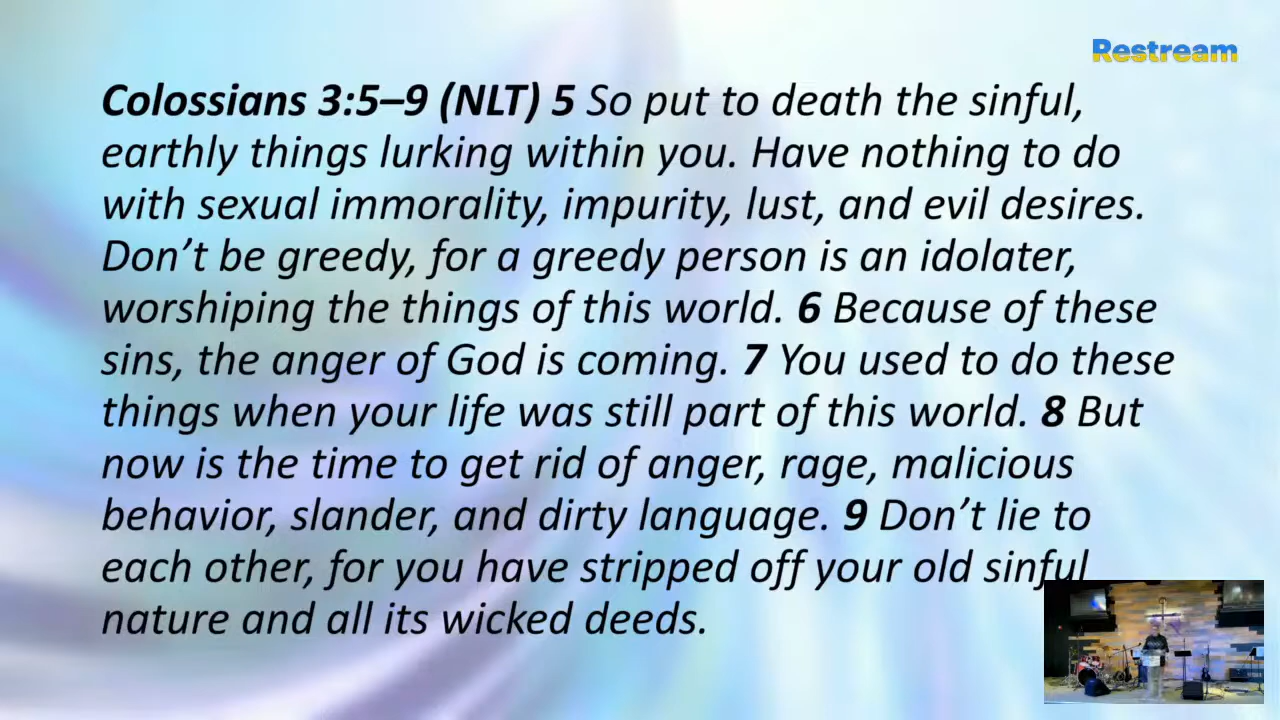 Restream
Colossians 3:5–9 (NLT) 5 So put to death the sinful,
earthly things lurking within you. Have nothing to do
with sexual immorality, impurity, lust, and evil desires.
Don’t be greedy, for a greedy person is an idolater,
worshiping the things of this world. 6 Because of these
sins, the anger of God is coming. 7 You used to do these
things when your life was still part of this world. 8 But
now is the time to get rid of anger, rage, malicious
behavior, slander, and dirty language. 9 Don’t lie to
each other, for you have stripped off your old sinful
nature and all its wicked deeds.